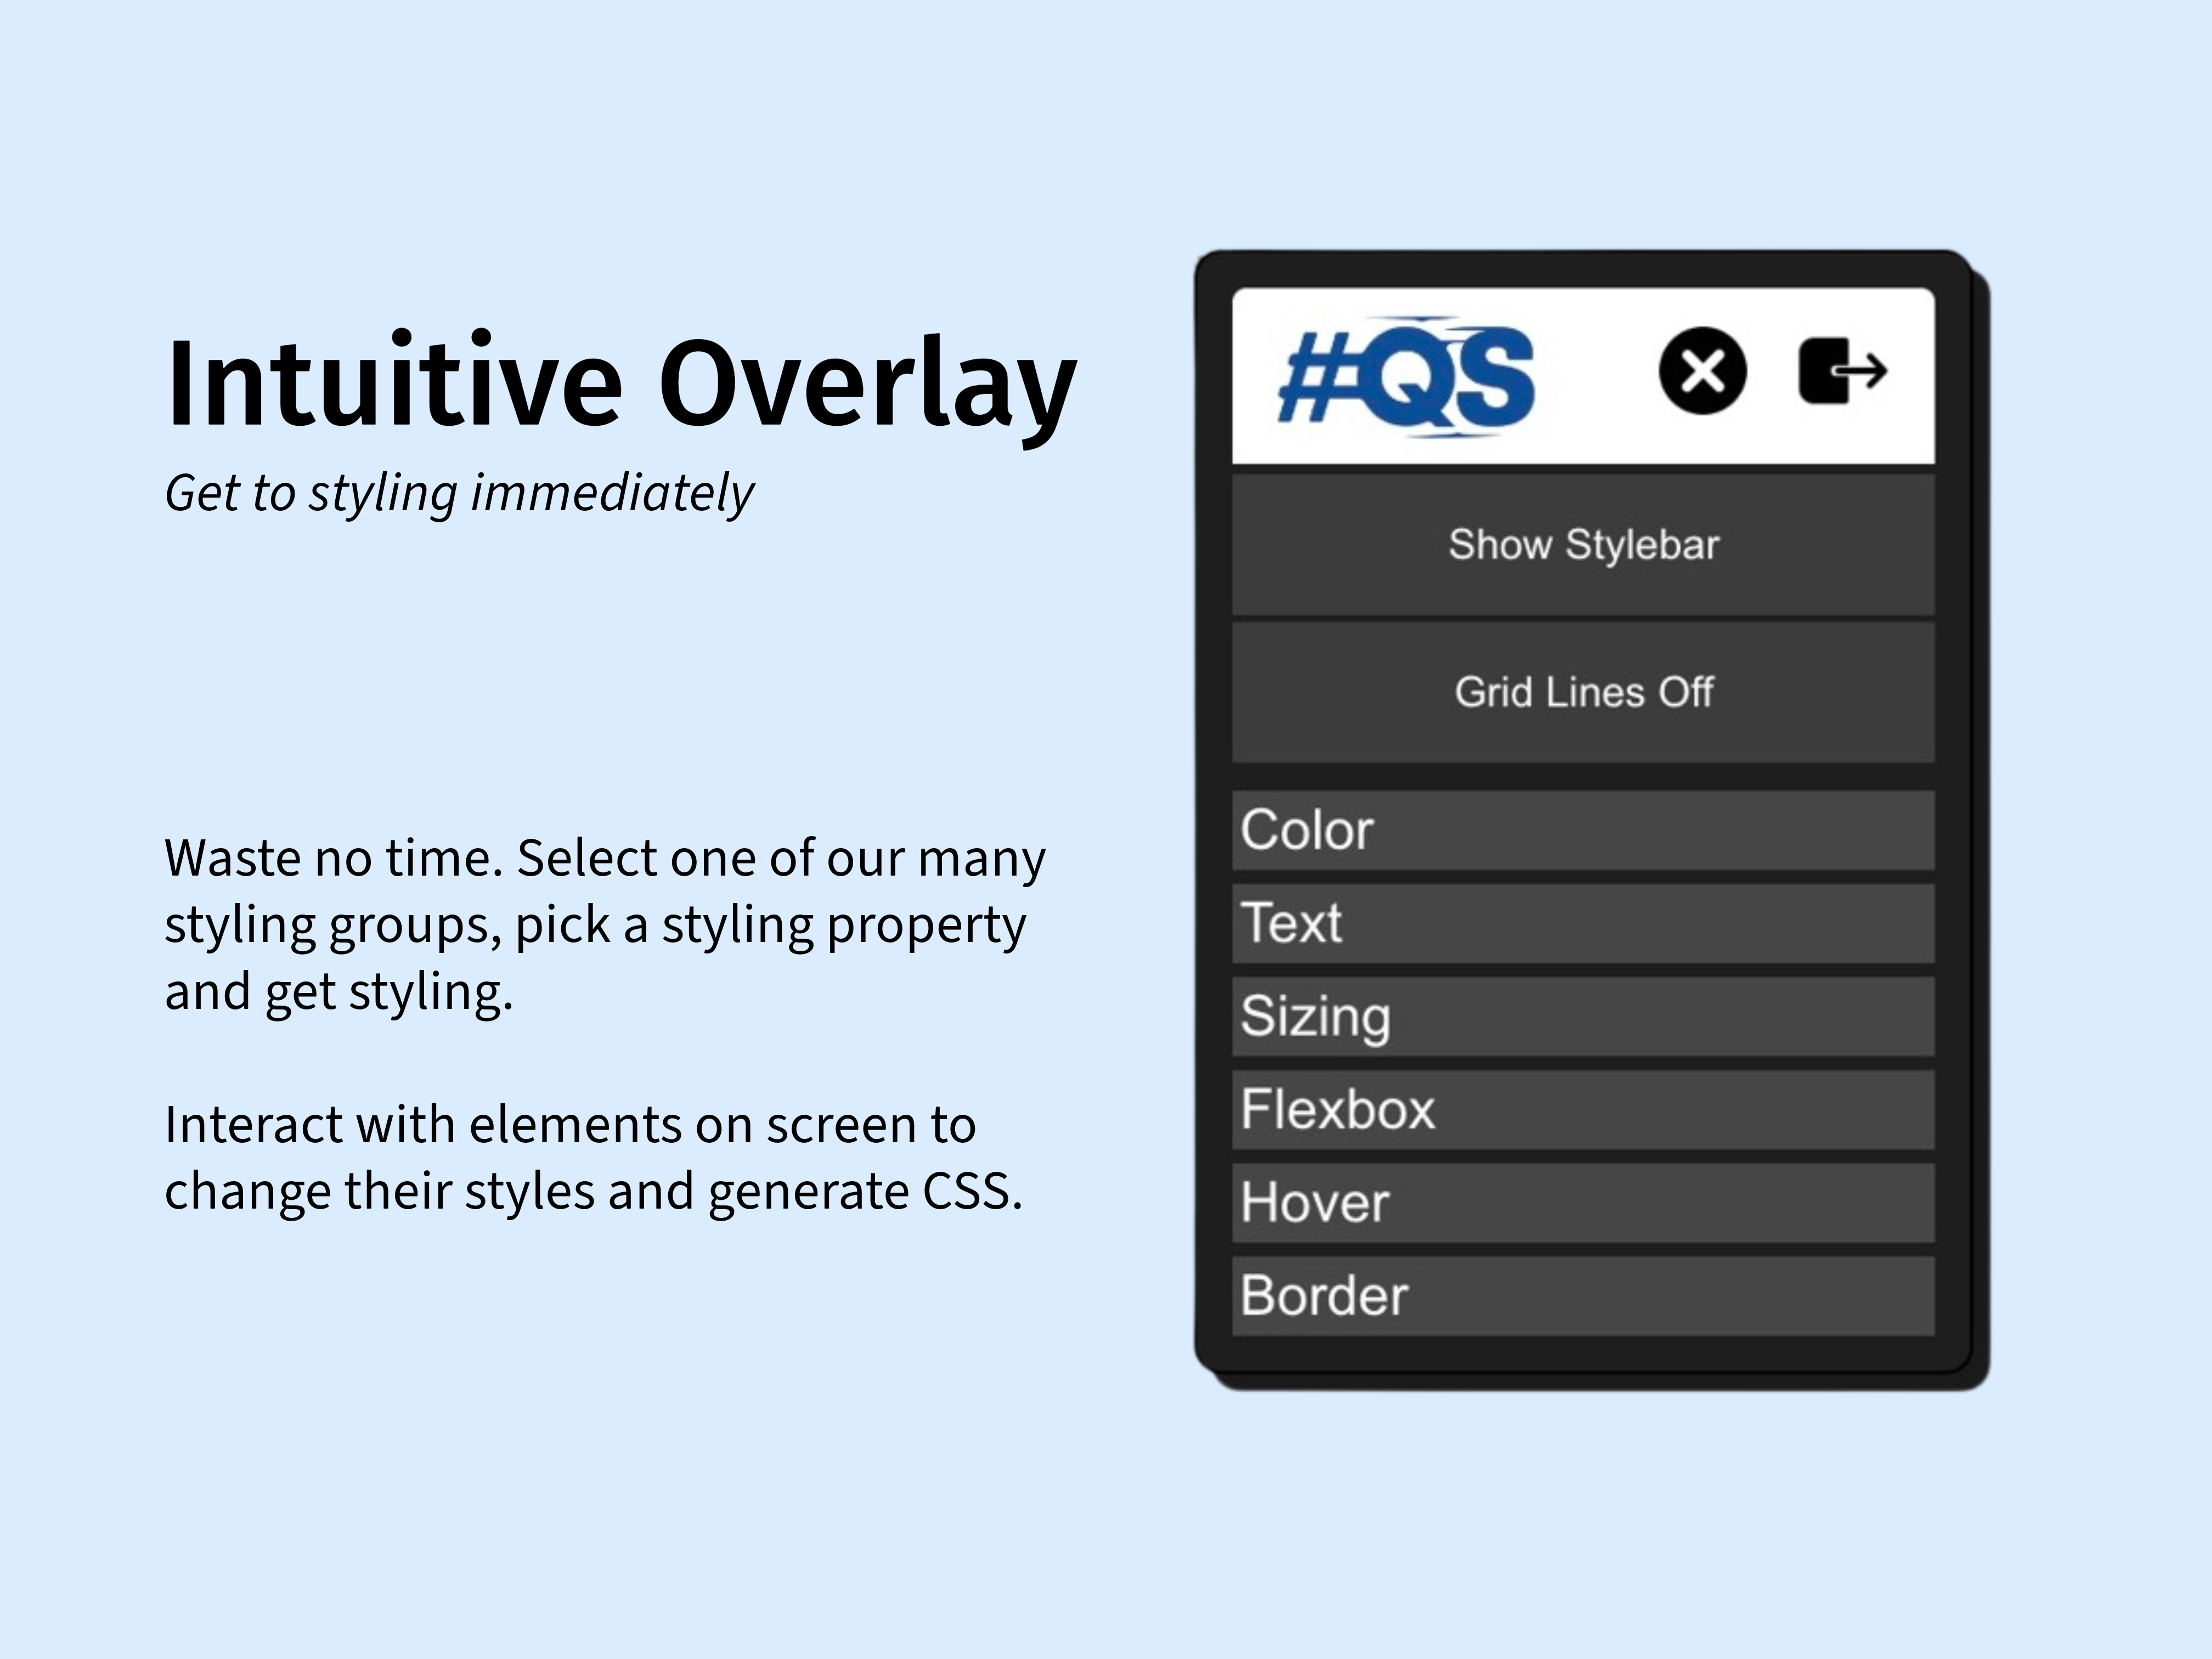 Intuitive Overlay
Get to styling immediately
Waste no time. Select one of our many
styling groups, pick a styling property
and get styling.
Interact with elements on screen to
change their styles and generate CSS.
#QS
Show Stylebar
Grid Lines Off
Color
Text
Sizing
Flexbox
Hover
Border